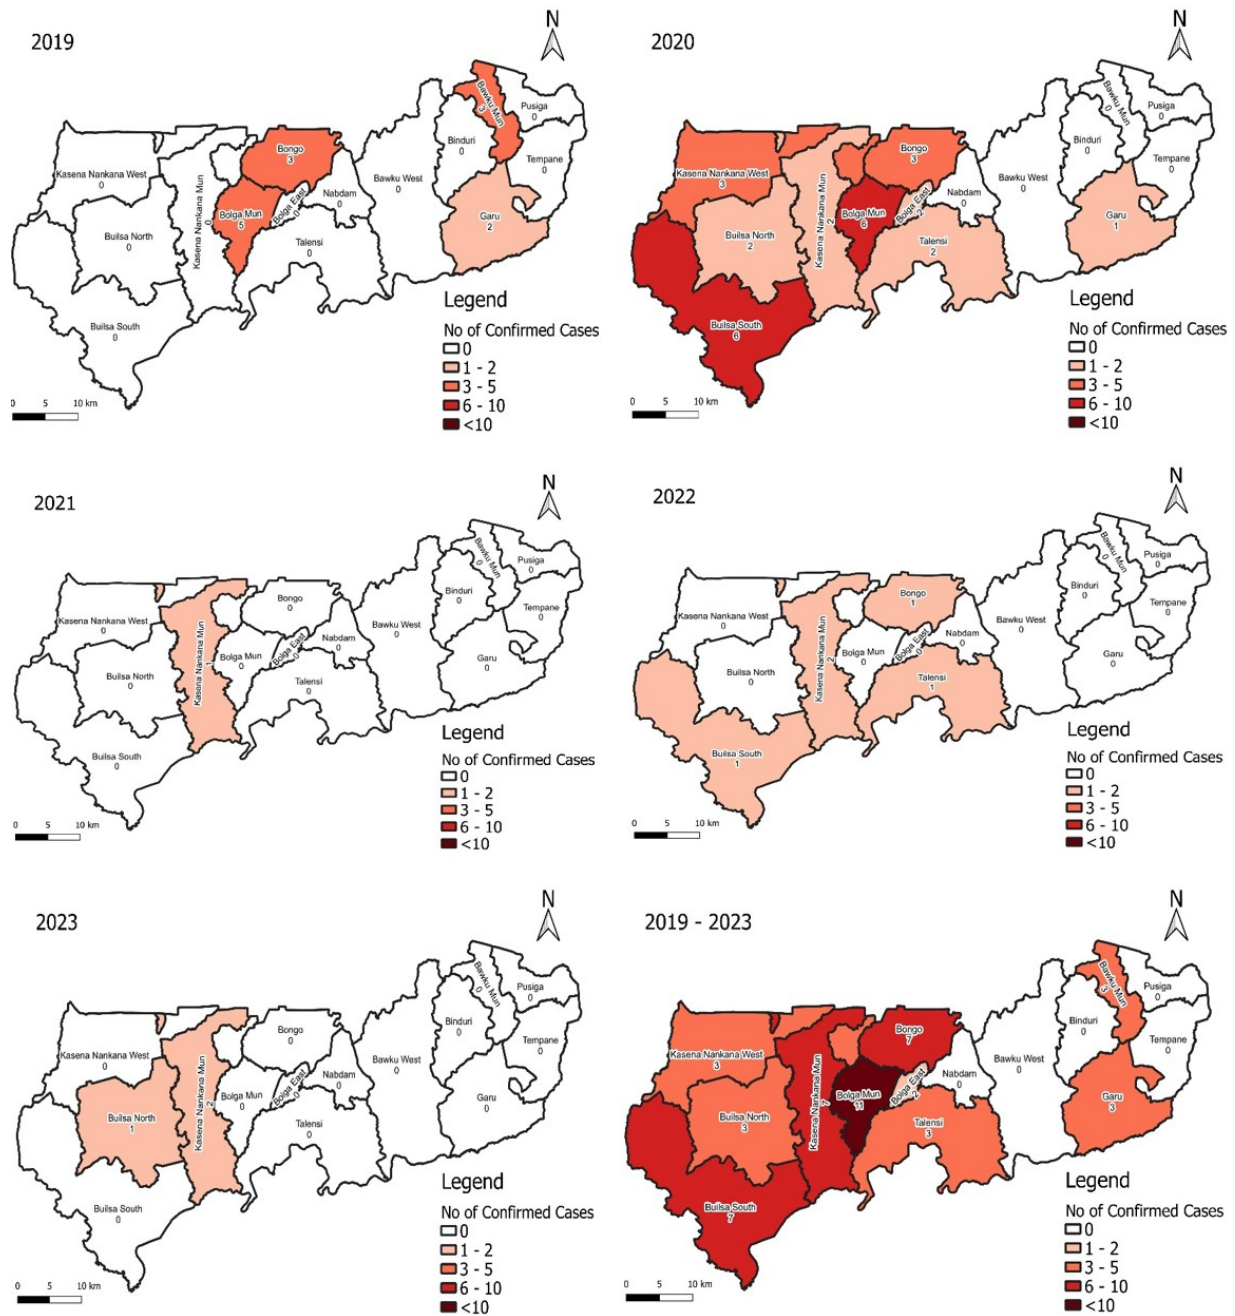 2019
N
Kasena Nankana West
0
Builsa North
0
Builsa South
0
Kasena Nankana Mun
0
Bongo
3
Bolga Mun
5
Bolga East
0
Nabdam
0
Talensi
0
Bawku West
0
Binduri
0
Bawku Mun
3
Pusiga
0
Tempane
0
Garu
2
Legend
No of Confirmed Cases
0
1 - 2
3 - 5
6 - 10
<10
0 5 10 km
2020
N
Kasena Nankana West
3
Builsa North
2
Builsa South
6
Kasena Nankana Mun
2
Bongo
3
Bolga Mun
6
Bolga East
2
Nabdam
0
Talensi
2
Bawku West
0
Binduri
0
Bawku Mun
0
Pusiga
0
Tempane
0
Garu
1
Legend
No of Confirmed Cases
0
1 - 2
3 - 5
6 - 10
<10
0 5 10 km
2021
N
Kasena Nankana West
0
Builsa North
0
Builsa South
0
Kasena Nankana Mun
1
Bongo
0
Bolga Mun
0
Bolga East
0
Nabdam
0
Talensi
0
Bawku West
0
Binduri
0
Bawku Mun
0
Pusiga
0
Tempane
0
Garu
0
Legend
No of Confirmed Cases
0
1 - 2
3 - 5
6 - 10
<10
0 5 10 km
2022
N
Kasena Nankana West
0
Builsa North
0
Builsa South
1
Kasena Nankana Mun
2
Bongo
1
Bolga Mun
0
Bolga East
0
Nabdam
0
Talensi
1
Bawku West
0
Binduri
0
Bawku Mun
0
Pusiga
0
Tempane
0
Garu
0
Legend
No of Confirmed Cases
0
1 - 2
3 - 5
6 - 10
<10
0 5 10 km
2023
N
Kasena Nankana West
0
Builsa North
1
Builsa South
0
Kasena Nankana Mun
2
Bongo
0
Bolga Mun
0
Bolga East
0
Nabdam
0
Talensi
0
Bawku West
0
Binduri
0
Bawku Mun
0
Pusiga
0
Tempane
0
Garu
0
Legend
No of Confirmed Cases
0
1 - 2
3 - 5
6 - 10
<10
0 5 10 km
2019 - 2023
N
Kasena Nankana West
3
Builsa North
3
Builsa South
7
Kasena Nankana Mun
7
Bongo
7
Bolga Mun
11
Bolga East
2
Nabdam
0
Talensi
3
Bawku West
0
Binduri
0
Bawku Mun
3
Pusiga
0
Tempane
0
Garu
3
Legend
No of Confirmed Cases
0
1 - 2
3 - 5
6 - 10
<10
0 5 10 km